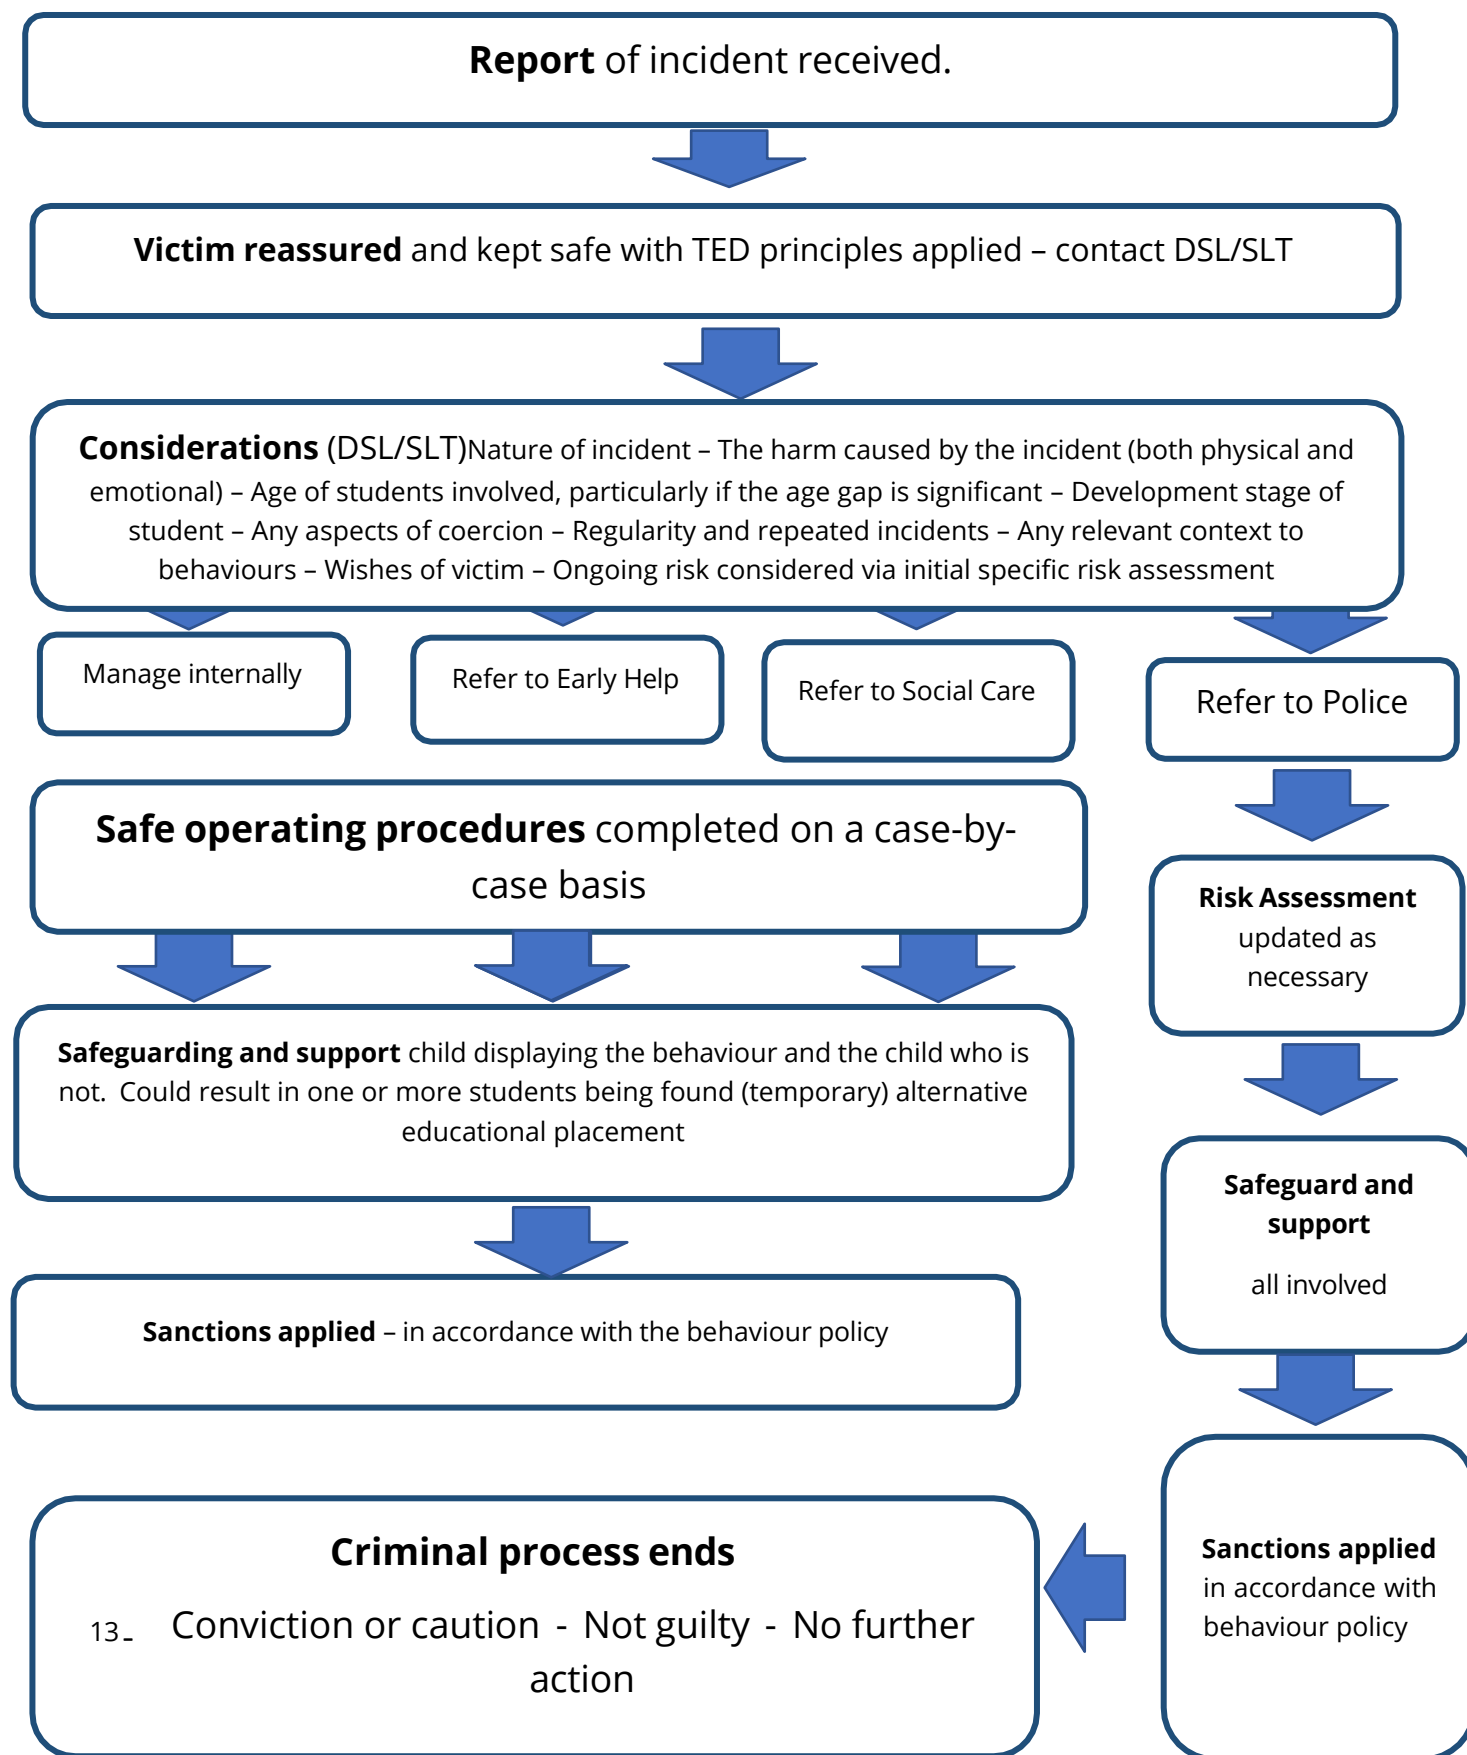 Report of incident received.
Victim reassured and kept safe with TED principles applied – contact DSL/SLT
Considerations (DSL/SLT)Nature of incident – The harm caused by the incident (both physical and
emotional) – Age of students involved, particularly if the age gap is significant – Development stage of
student – Any aspects of coercion – Regularity and repeated incidents – Any relevant context to
behaviours – Wishes of victim – Ongoing risk considered via initial specific risk assessment
Manage internally
Refer to Early Help
Refer to Social Care
Refer to Police
Safe operating procedures completed on a case-by-
case basis
Risk Assessment
updated as
necessary
Safeguarding and support child displaying the behaviour and the child who is
not. Could result in one or more students being found (temporary) alternative
educational placement
Safeguard and
support
all involved
Sanctions applied – in accordance with the behaviour policy
Sanctions applied
in accordance with
behaviour policy
Criminal process ends
13- Conviction or caution - Not guilty - No further
action